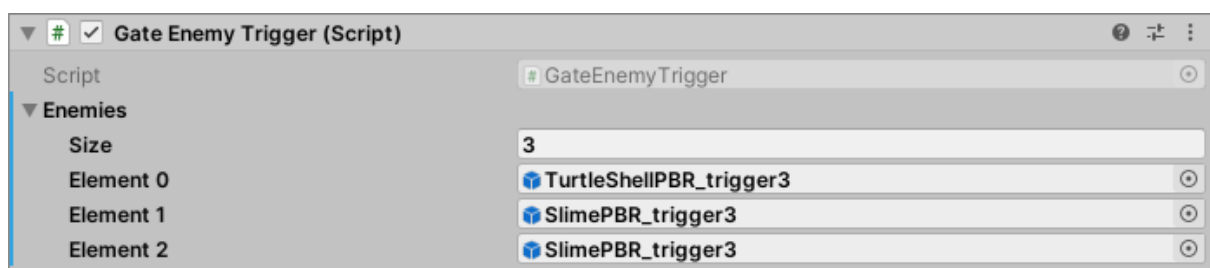 Gate Enemy Trigger (Script)
Script GateEnemyTrigger
Enemies
Size 3
Element 0 TurtleShellPBR_trigger3
Element 1 SlimePBR_trigger3
Element 2 SlimePBR_trigger3